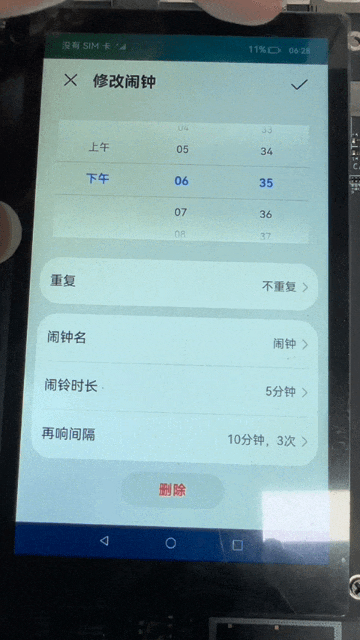 没有 SIM 卡 11% 06:28
修改闹钟
04 33
上午 05 34
下午 06 35
07 36
08 37
重复 不重复
闹钟名 闹钟
闹铃时长 5分钟
再响间隔 10分钟，3次
删除